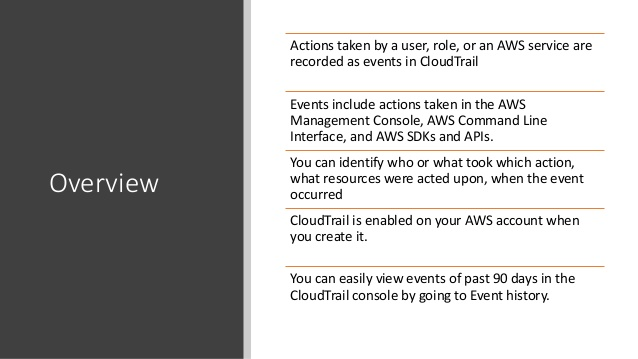 Overview
Actions taken by a user, role, or an AWS service are
recorded as events in CloudTrail
Events include actions taken in the AWS
Management Console, AWS Command Line
Interface, and AWS SDKs and APIs.
You can identify who or what took which action,
what resources were acted upon, when the event
occurred
CloudTrail is enabled on your AWS account when
you create it.
You can easily view events of past 90 days in the
CloudTrail console by going to Event history.